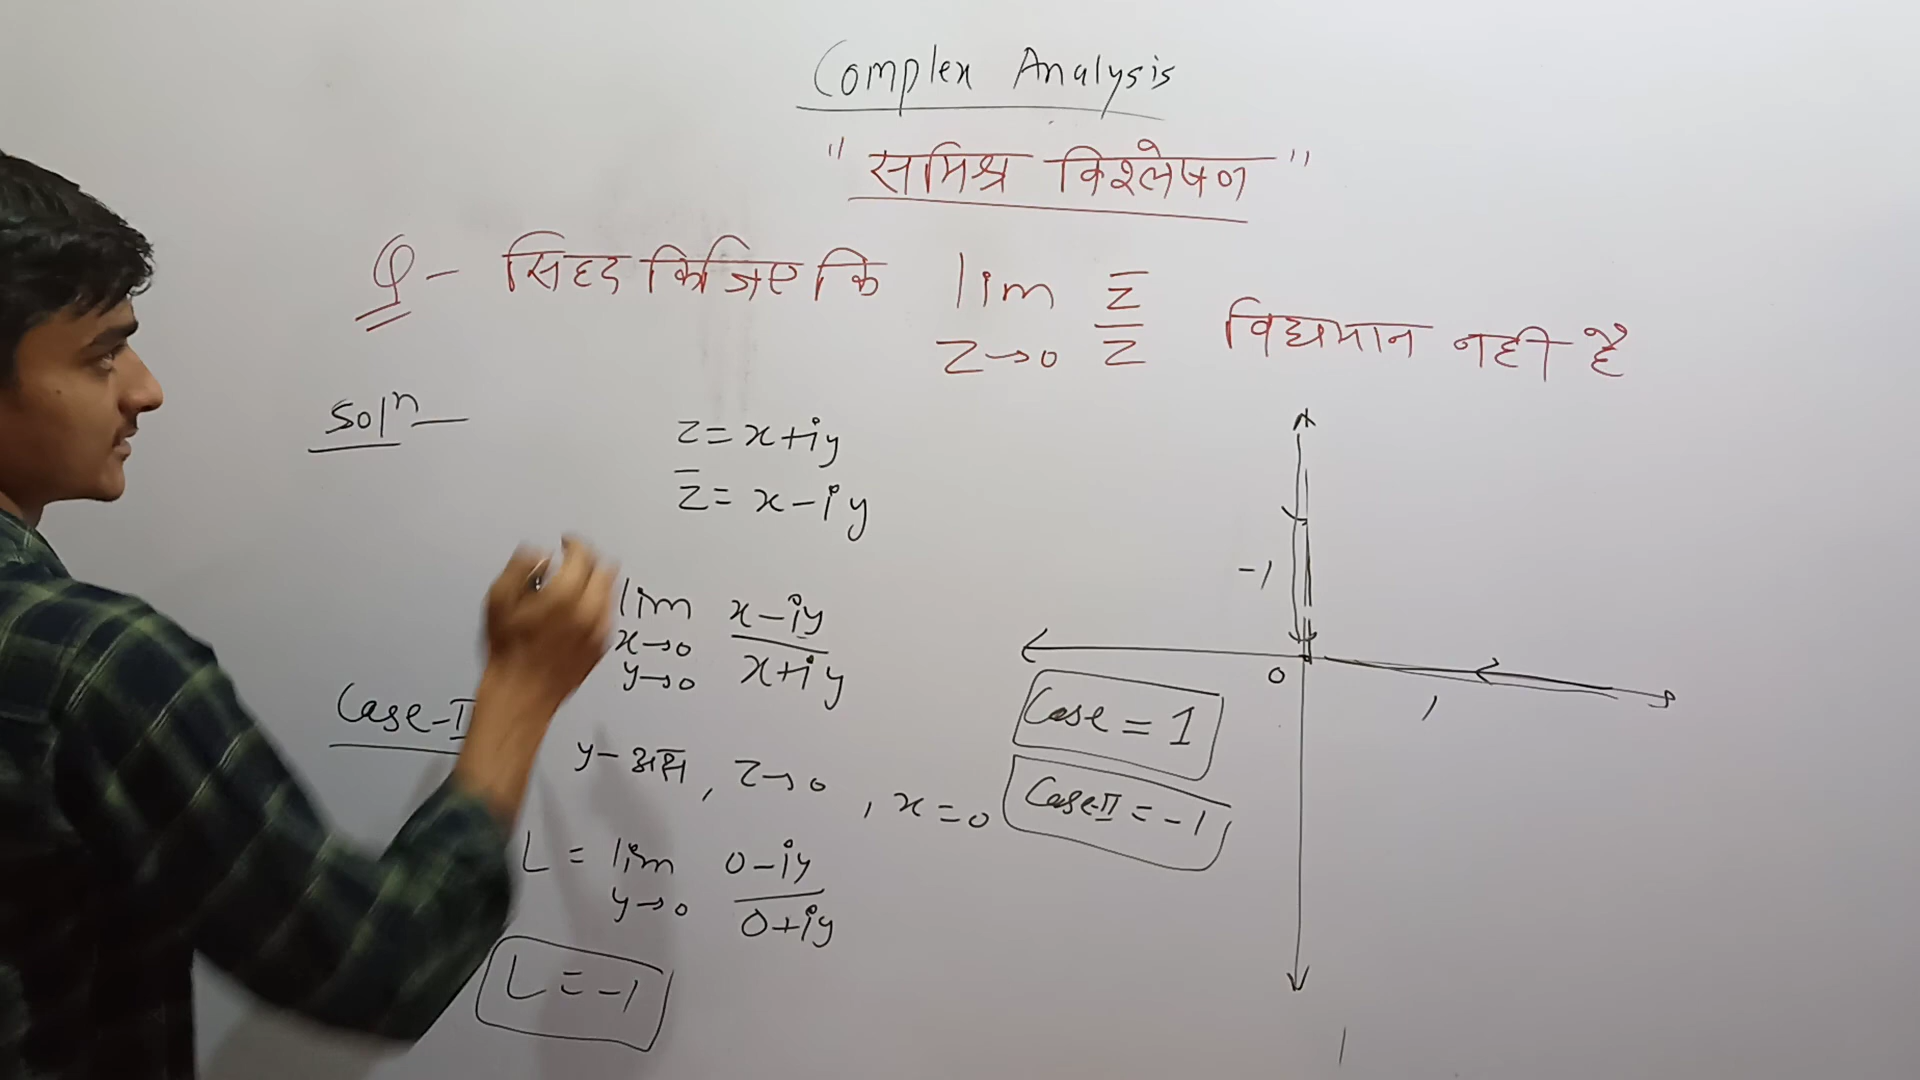 Complex Analysis
"समिश्र विश्लेषण"
Q- सिद्द किजिए कि lim z→0 z̅/z विद्यमान नही है
Solⁿ-
z = x+iy
z̅ = x-iy
lim x→0 y→0 x-iy/x+iy
Case-II
y-अक्ष, z→0, x=0
L = lim y→0 0-iy/0+iy
L = -1
-1
0
1
Case = 1
Case-II = -1